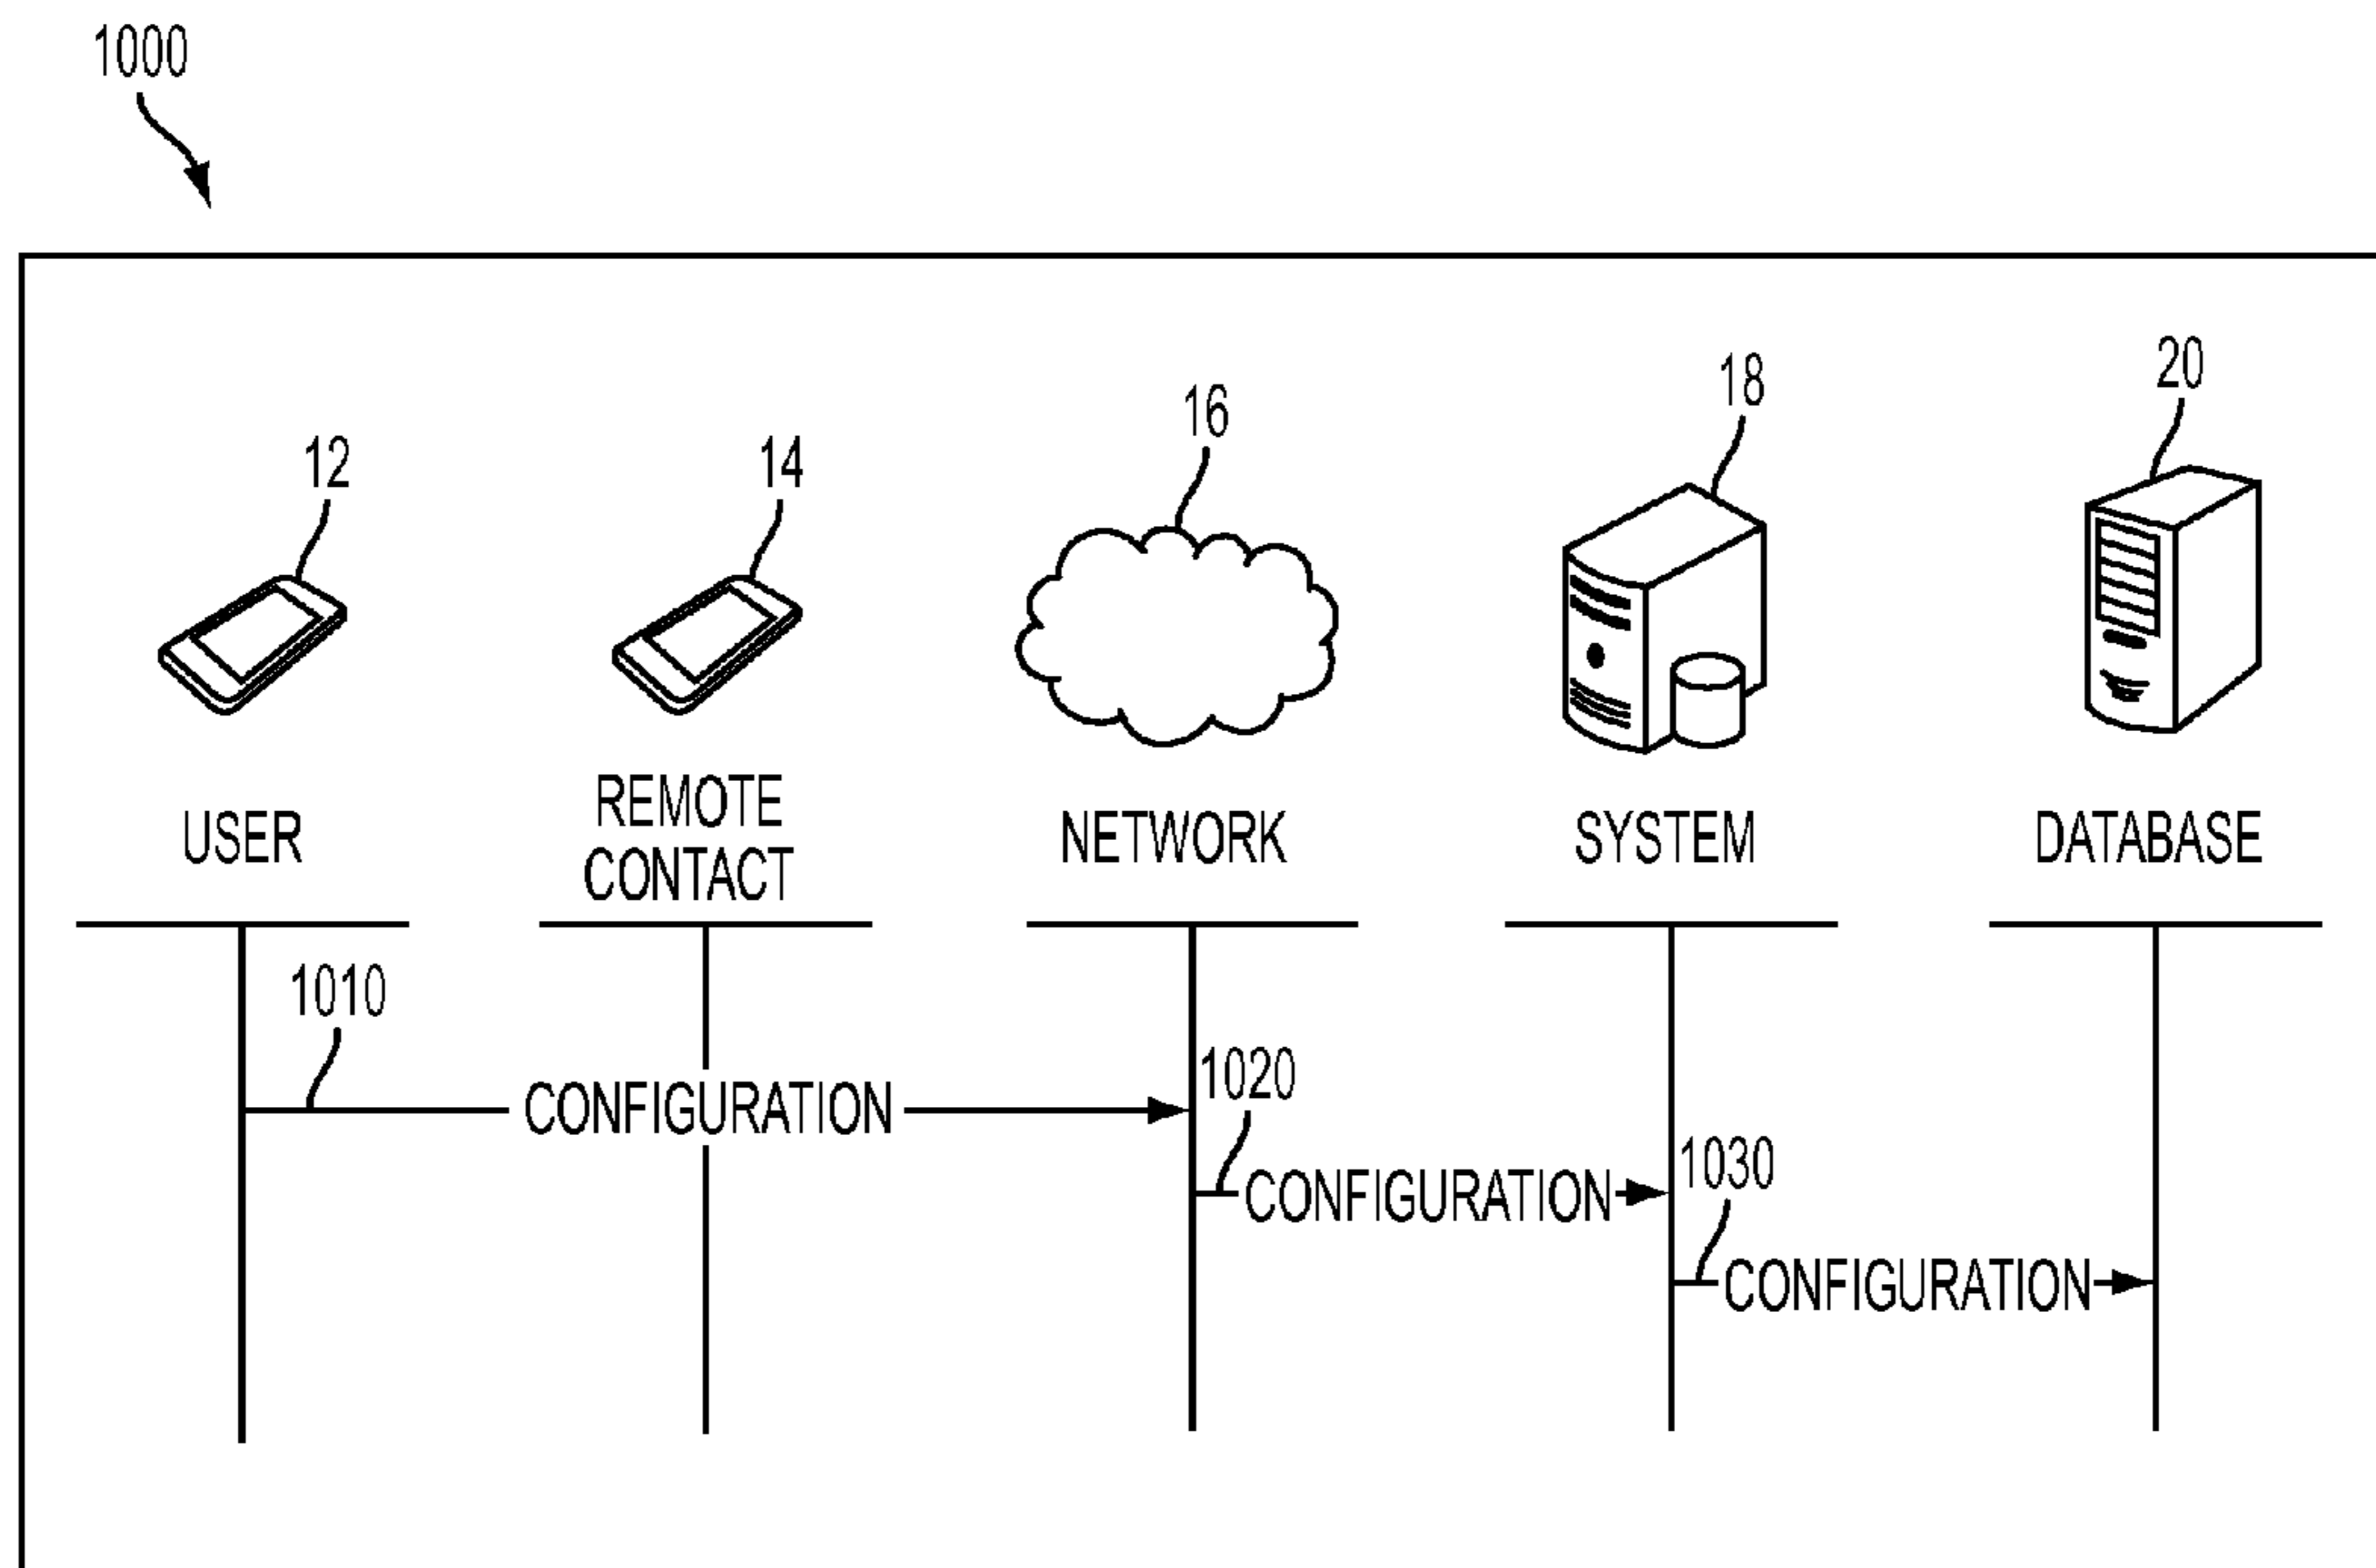 1000
12
14
16
18
20
USER
REMOTE
CONTACT
NETWORK
SYSTEM
DATABASE
1010
CONFIGURATION
1020
CONFIGURATION
1030
CONFIGURATION